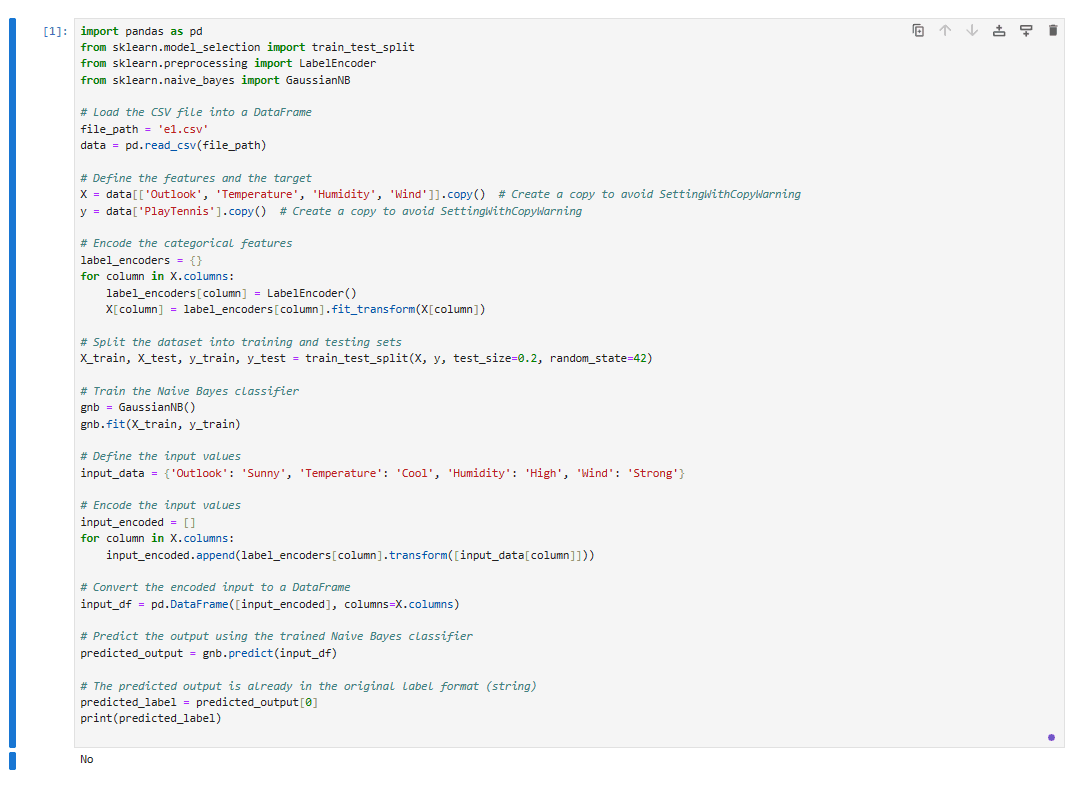 [1]:
import pandas as pd
from sklearn.model_selection import train_test_split
from sklearn.preprocessing import LabelEncoder
from sklearn.naive_bayes import GaussianNB

# Load the CSV file into a DataFrame
file_path = 'e1.csv'
data = pd.read_csv(file_path)

# Define the features and the target
X = data[['Outlook', 'Temperature', 'Humidity', 'Wind']].copy()  # Create a copy to avoid SettingWithCopyWarning
y = data['PlayTennis'].copy()  # Create a copy to avoid SettingWithCopyWarning

# Encode the categorical features
label_encoders = {}
for column in X.columns:
    label_encoders[column] = LabelEncoder()
    X[column] = label_encoders[column].fit_transform(X[column])

# Split the dataset into training and testing sets
X_train, X_test, y_train, y_test = train_test_split(X, y, test_size=0.2, random_state=42)

# Train the Naive Bayes classifier
gnb = GaussianNB()
gnb.fit(X_train, y_train)

# Define the input values
input_data = {'Outlook': 'Sunny', 'Temperature': 'Cool', 'Humidity': 'High', 'Wind': 'Strong'}

# Encode the input values
input_encoded = []
for column in X.columns:
    input_encoded.append(label_encoders[column].transform([input_data[column]]))

# Convert the encoded input to a DataFrame
input_df = pd.DataFrame([input_encoded], columns=X.columns)

# Predict the output using the trained Naive Bayes classifier
predicted_output = gnb.predict(input_df)

# The predicted output is already in the original label format (string)
predicted_label = predicted_output[0]
print(predicted_label)
No